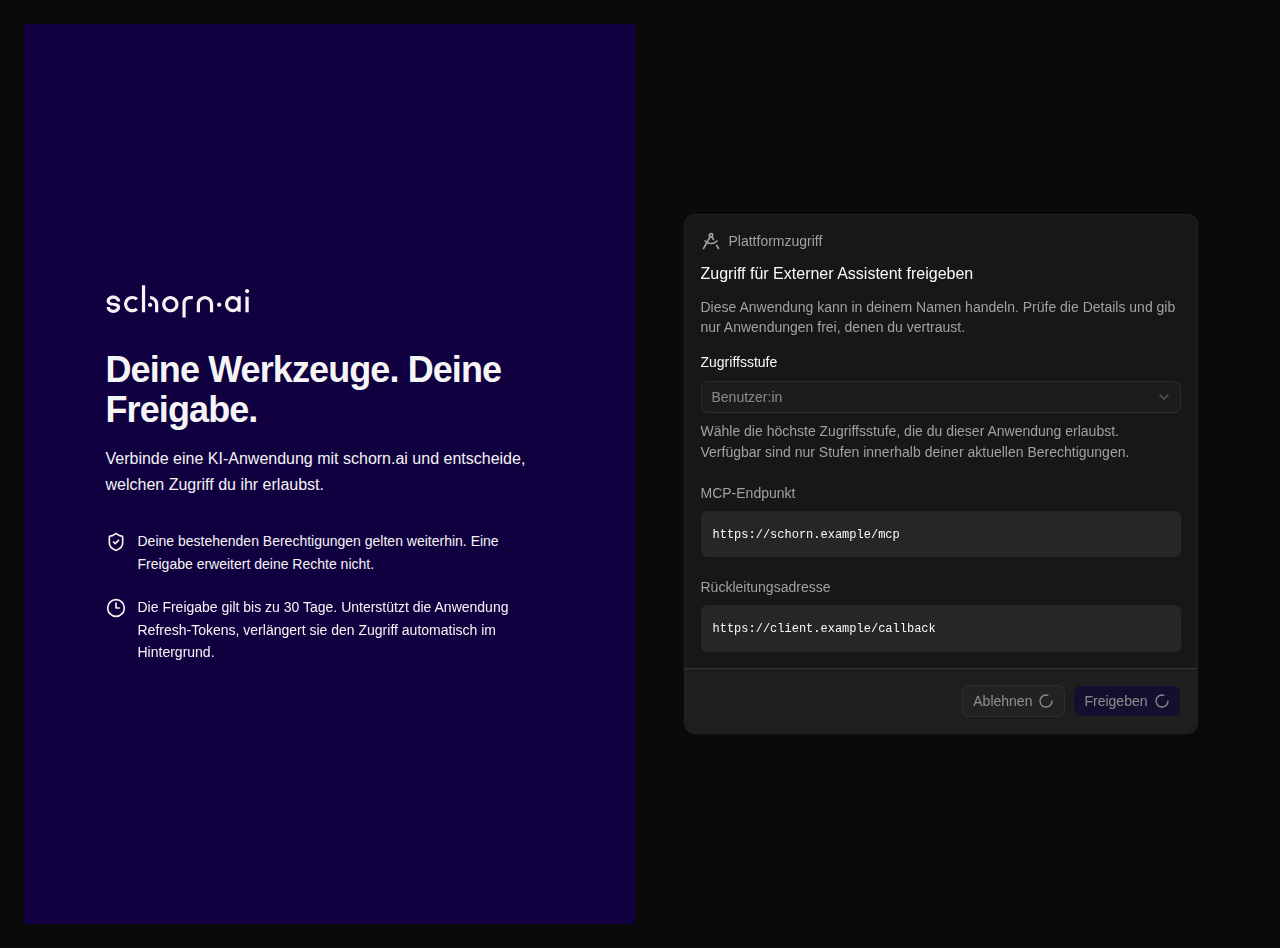 schorn.ai
Deine Werkzeuge. Deine
Freigabe.
Verbinde eine KI-Anwendung mit schorn.ai und entscheide,
welchen Zugriff du ihr erlaubst.
Deine bestehenden Berechtigungen gelten weiterhin. Eine
Freigabe erweitert deine Rechte nicht.
Die Freigabe gilt bis zu 30 Tage. Unterstützt die Anwendung
Refresh-Tokens, verlängert sie den Zugriff automatisch im
Hintergrund.
Plattformzugriff
Zugriff für Externer Assistent freigeben
Diese Anwendung kann in deinem Namen handeln. Prüfe die Details und gib
nur Anwendungen frei, denen du vertraust.
Zugriffsstufe
Benutzer:in
Wähle die höchste Zugriffsstufe, die du dieser Anwendung erlaubst.
Verfügbar sind nur Stufen innerhalb deiner aktuellen Berechtigungen.
MCP-Endpunkt
https://schorn.example/mcp
Rückleitungsadresse
https://client.example/callback
Ablehnen
Freigeben